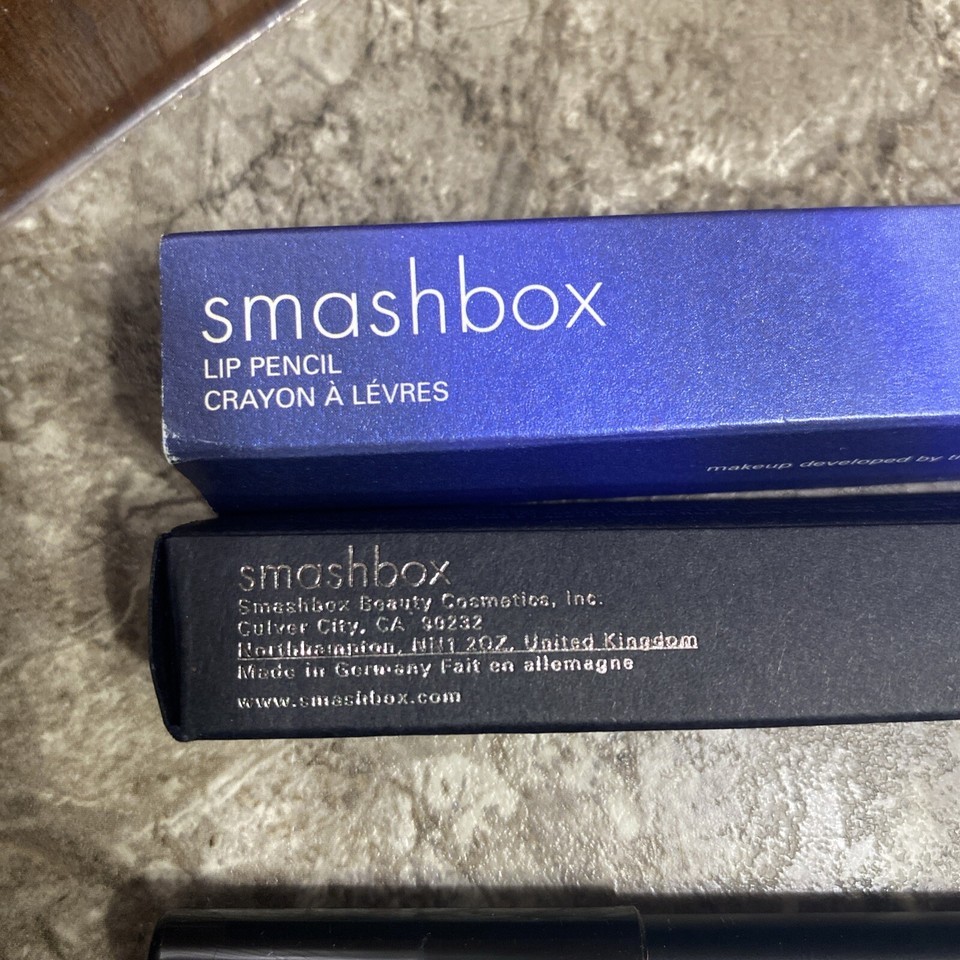 smashbox
LIP PENCIL
CRAYON À LÉVRES
makeup developed by
smashbox
Smashbox Beauty Cosmetics, Inc.
Culver City, CA 90232
Northhampton, NN1 2QZ, United Kingdom
Made in Germany Fait en allemagne
www.smashbox.com